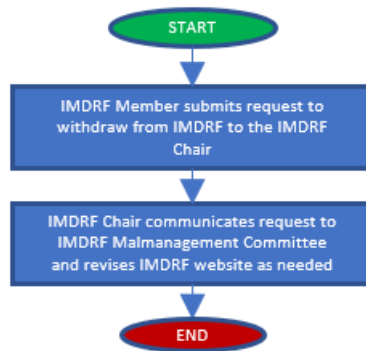 START
IMDRF Member submits request to
withdraw from IMDRF to the IMDRF
Chair
IMDRF Chair communicates request to
IMDRF Malmanagement Committee
and revises IMDRF website as needed
END